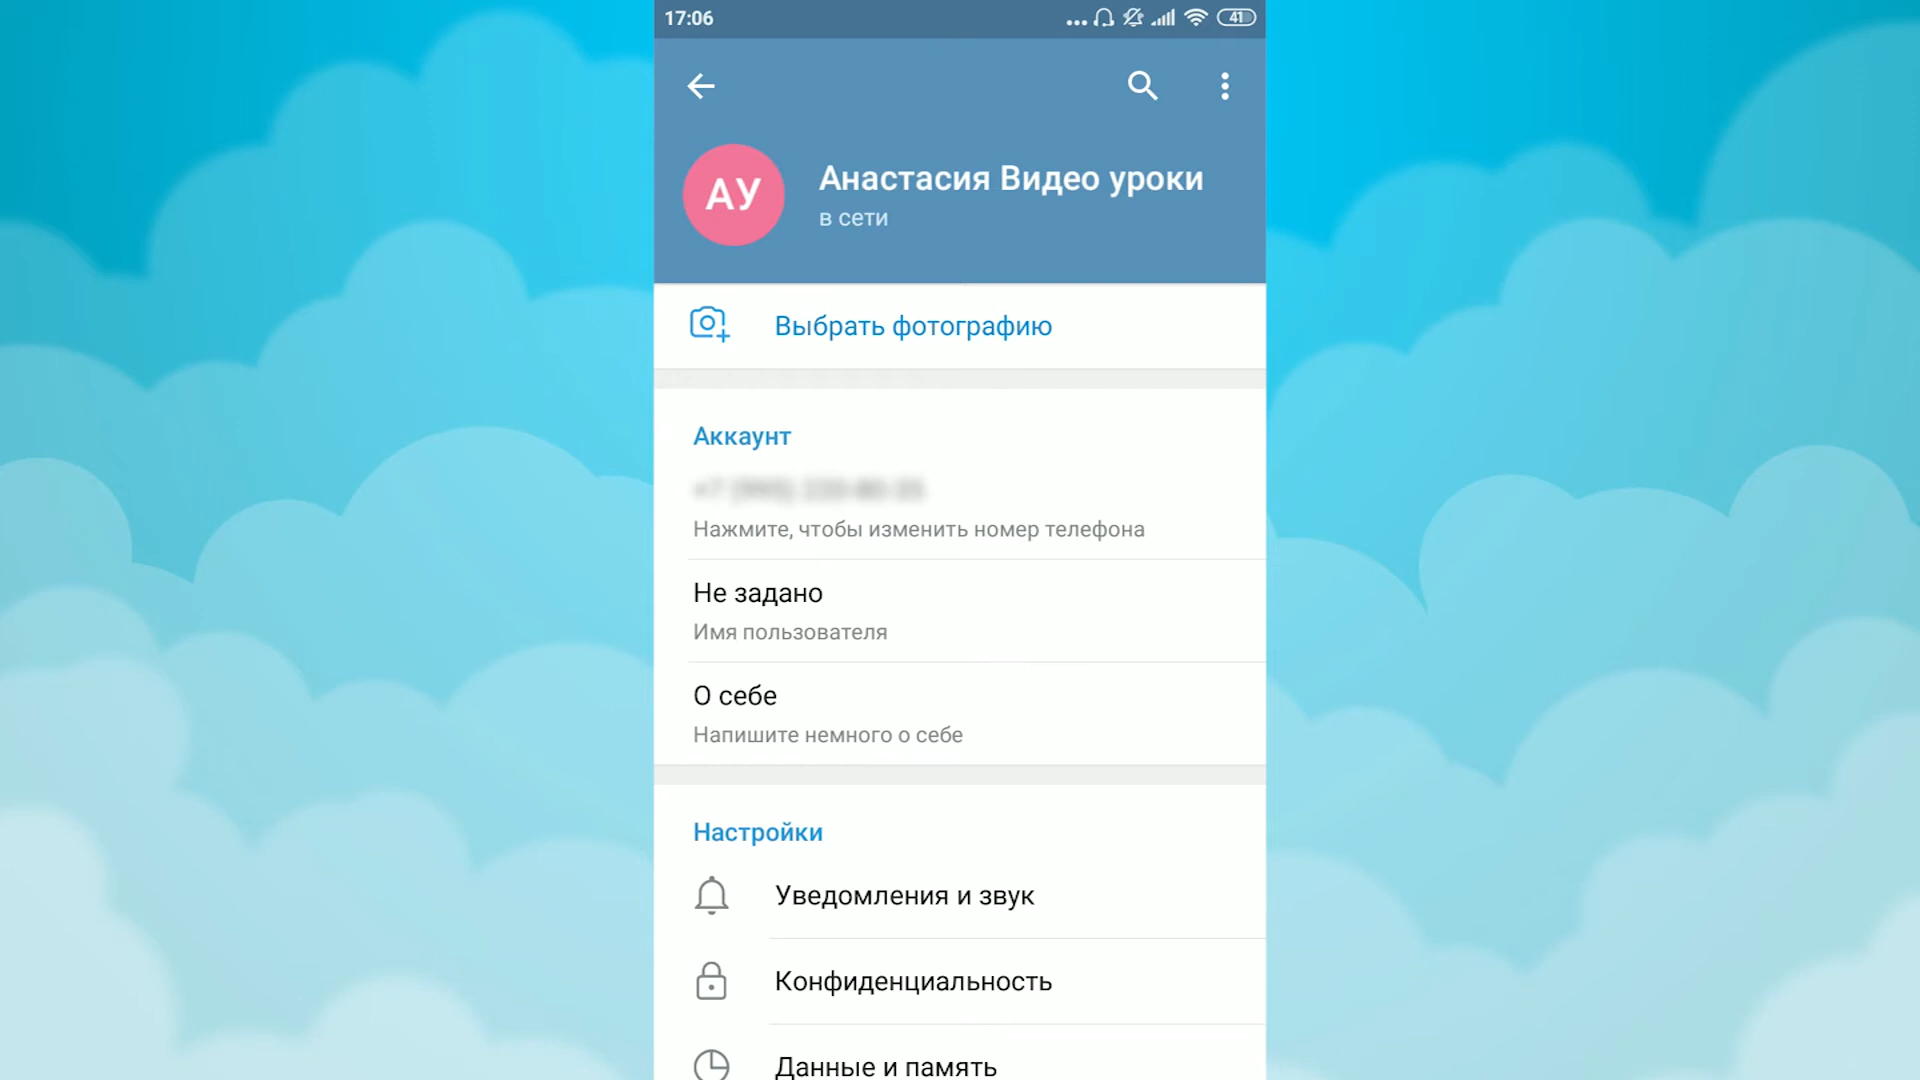 17:06
41
АУ
Анастасия Видео уроки
в сети
Выбрать фотографию
Аккаунт
Нажмите, чтобы изменить номер телефона
Не задано
Имя пользователя
О себе
Напишите немного о себе
Настройки
Уведомления и звук
Конфиденциальность
Данные и память